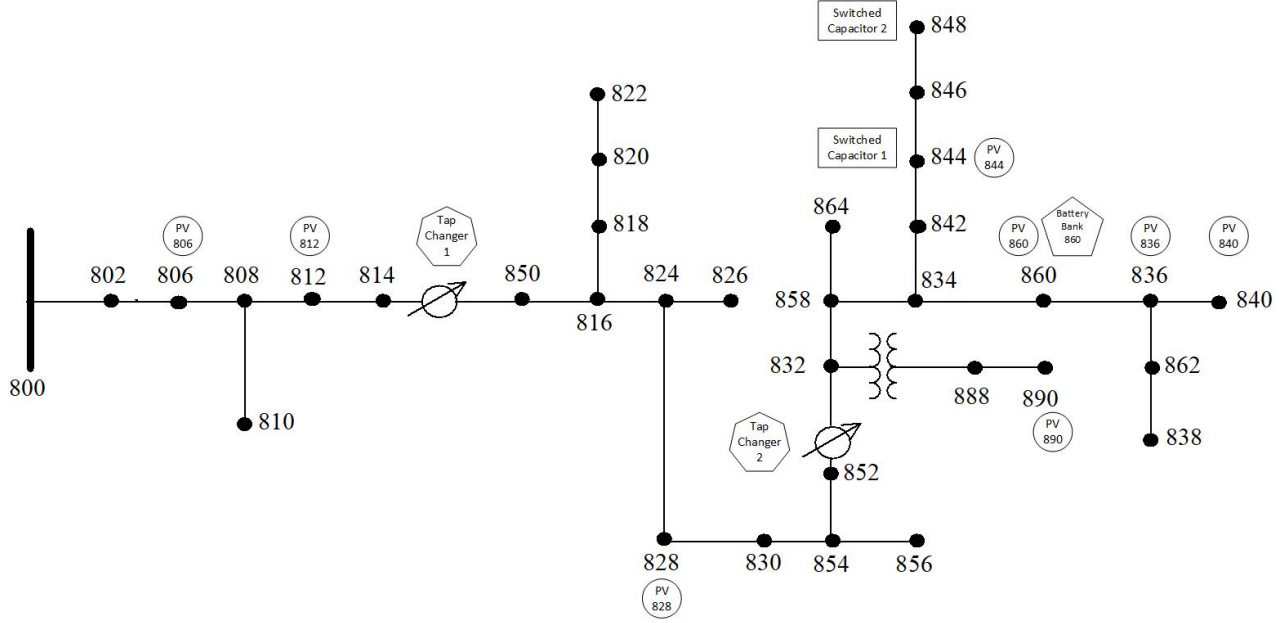 Switched
Capacitor 2
848
822
846
Switched
Capacitor 1
844
PV
844
820
PV
806
PV
812
Tap
Changer
1
818
864
842
PV
860
Battery
Bank
860
PV
836
PV
840
802
806
808
812
814
850
824
826
858
834
860
836
840
816
800
832
862
888
890
810
Tap
Changer
2
PV
890
838
852
828
830
854
856
PV
828